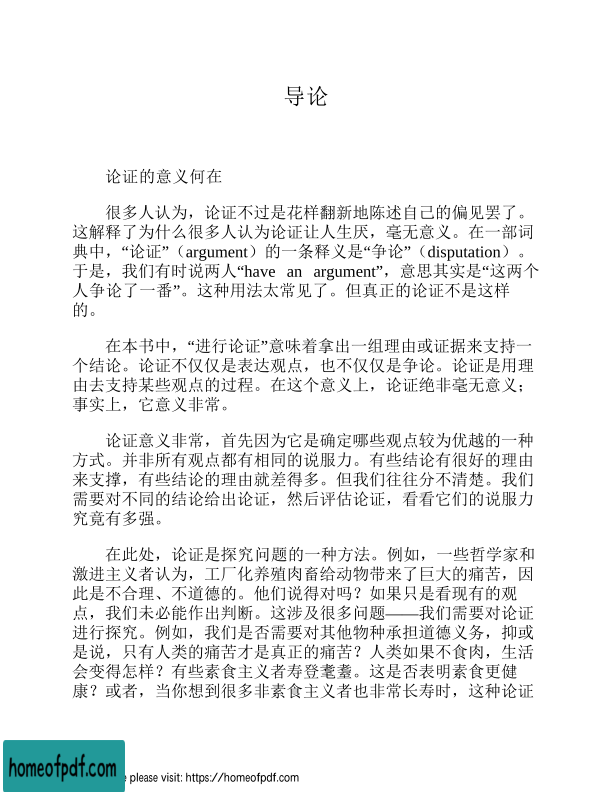 导论
论证的意义何在
很多人认为，论证不过是花样翻新地陈述自己的偏见罢了。
这解释了为什么很多人认为论证让人生厌，毫无意义。在一部词
典中，“论证”（argument）的一条释义是“争论”（disputation）。
于是，我们有时说两人“have an argument”，意思其实是“这两个
人争论了一番”。这种用法太常见了。但真正的论证不是这样
的。
在本书中，“进行论证”意味着拿出一组理由或证据来支持一
个结论。论证不仅仅是表达观点，也不仅仅是争论。论证是用理
由去支持某些观点的过程。在这个意义上，论证绝非毫无意义；
事实上，它意义非常。
论证意义非常，首先因为它是确定哪些观点较为优越的一种
方式。并非所有观点都有相同的说服力。有些结论有很好的理由
来支撑，有些结论的理由就差得多。但我们往往分不清楚。我们
需要对不同的结论给出论证，然后评估论证，看看它们的说服力
究竟有多强。
在此处，论证是探究问题的一种方法。例如，一些哲学家和
激进主义者认为，工厂化养殖肉畜给动物带来了巨大的痛苦，因
此是不合理、不道德的。他们说得对吗？如果只是看现有的观
点，我们未必能作出判断。这涉及很多问题——我们需要对论证
进行探究。例如，我们是否需要对其他物种承担道德义务，抑或
是说，只有人类的痛苦才是真正的痛苦？人类如果不食肉，生活
会变得怎样？有些素食主义者寿登耄耋。这是否表明素食更健
康？或者，当你想到很多非素食主义者也非常长寿时，这种论证
homeofpdf.com
e please visit: https://homeofpdf.com